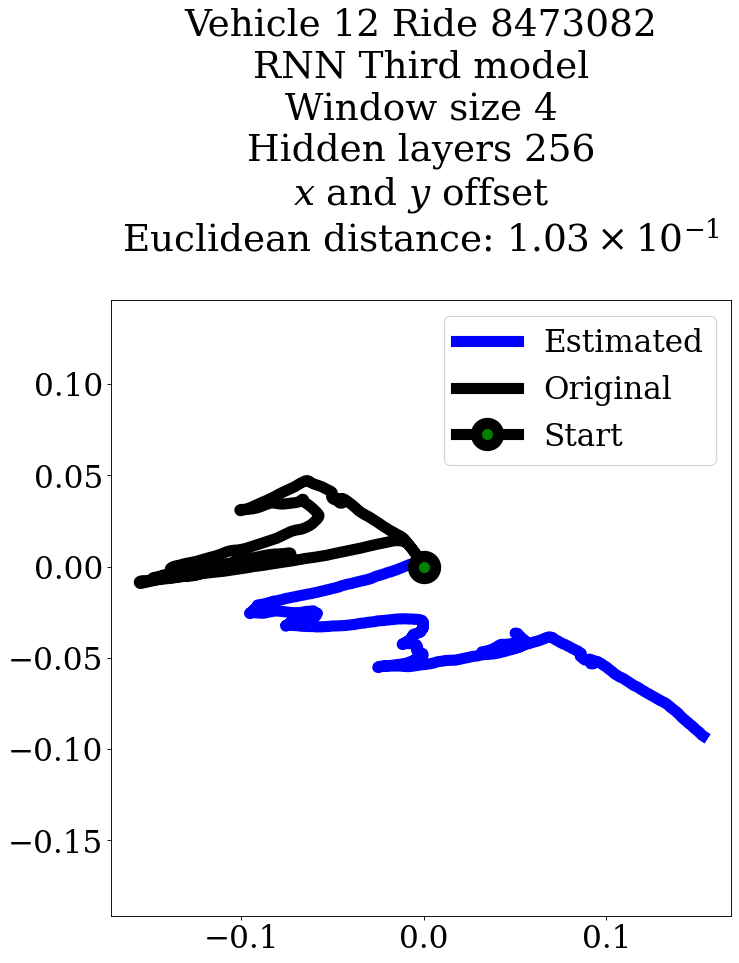 Vehicle 12 Ride 8473082
RNN Third model
Window size 4
Hidden layers 256
x and y offset
Euclidean distance: 1.03 × 10⁻¹
Estimated
Original
Start
0.10
0.05
0.00
−0.05
−0.10
−0.15
−0.1 0.0 0.1